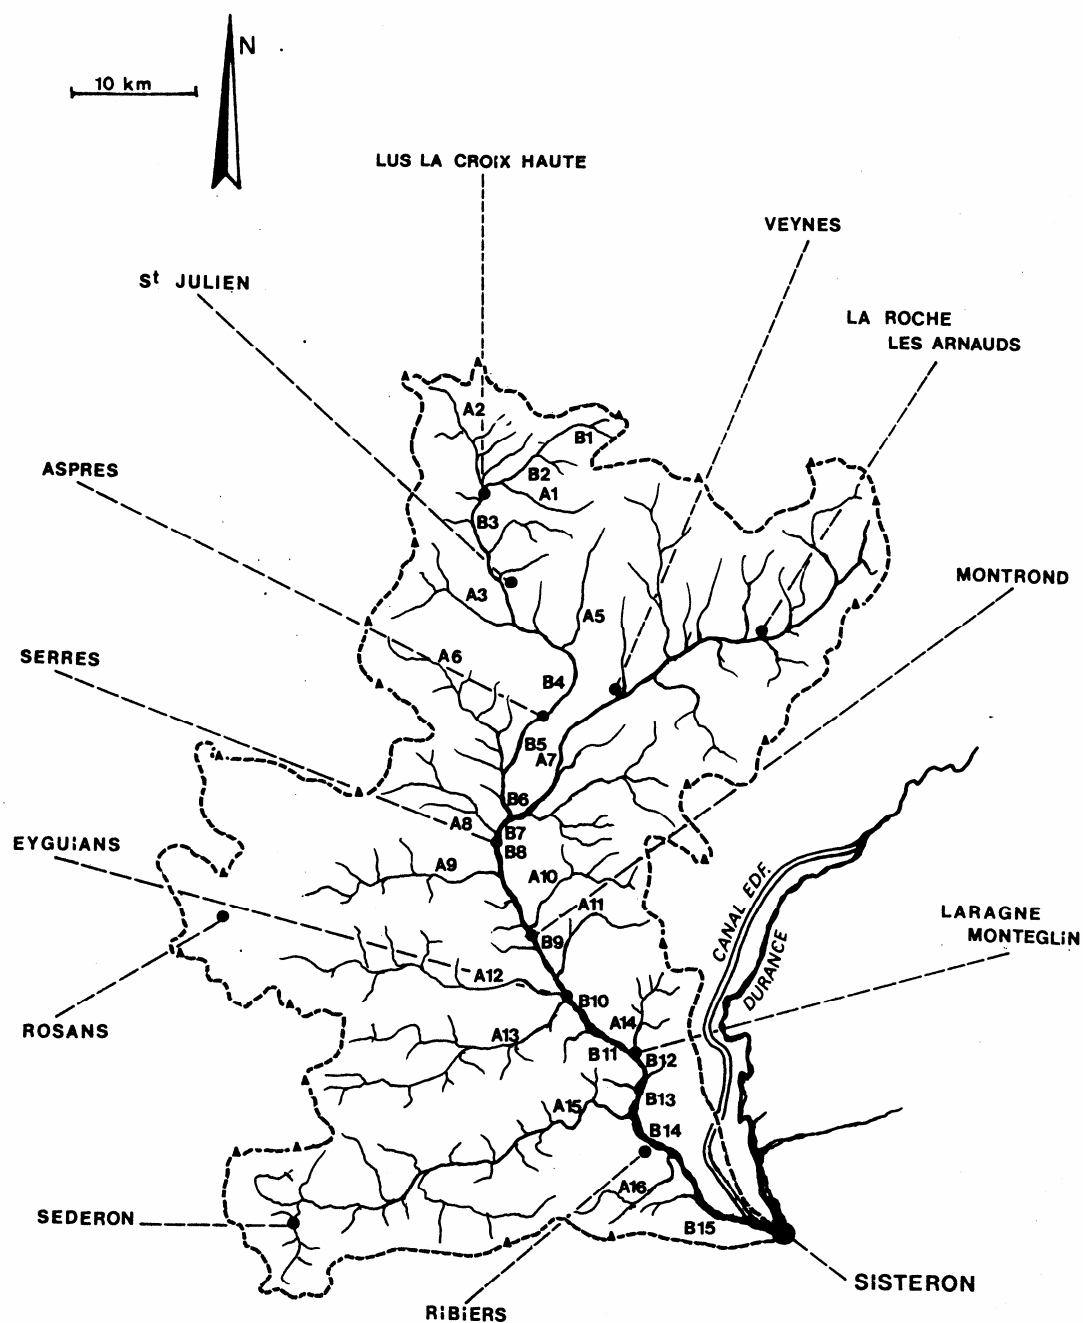 N
10 km
LUS LA CROIX HAUTE
VEYNES
St JULIEN
LA ROCHE
LES ARNAUDS
A2
B1
ASPRES
B2
A1
B3
MONTROND
A3
A5
SERRES
A6
B4
B5
A7
B6
A8
B7
EYGUIANS
B8
A9
A10
CANAL EDF.
A11
LARAGNE
MONTEGLIN
B9
DURANCE
A12
B10
ROSANS
A14
A13
B11
B12
B13
A15
B14
A16
SEDERON
B15
SISTERON
RIBIERS